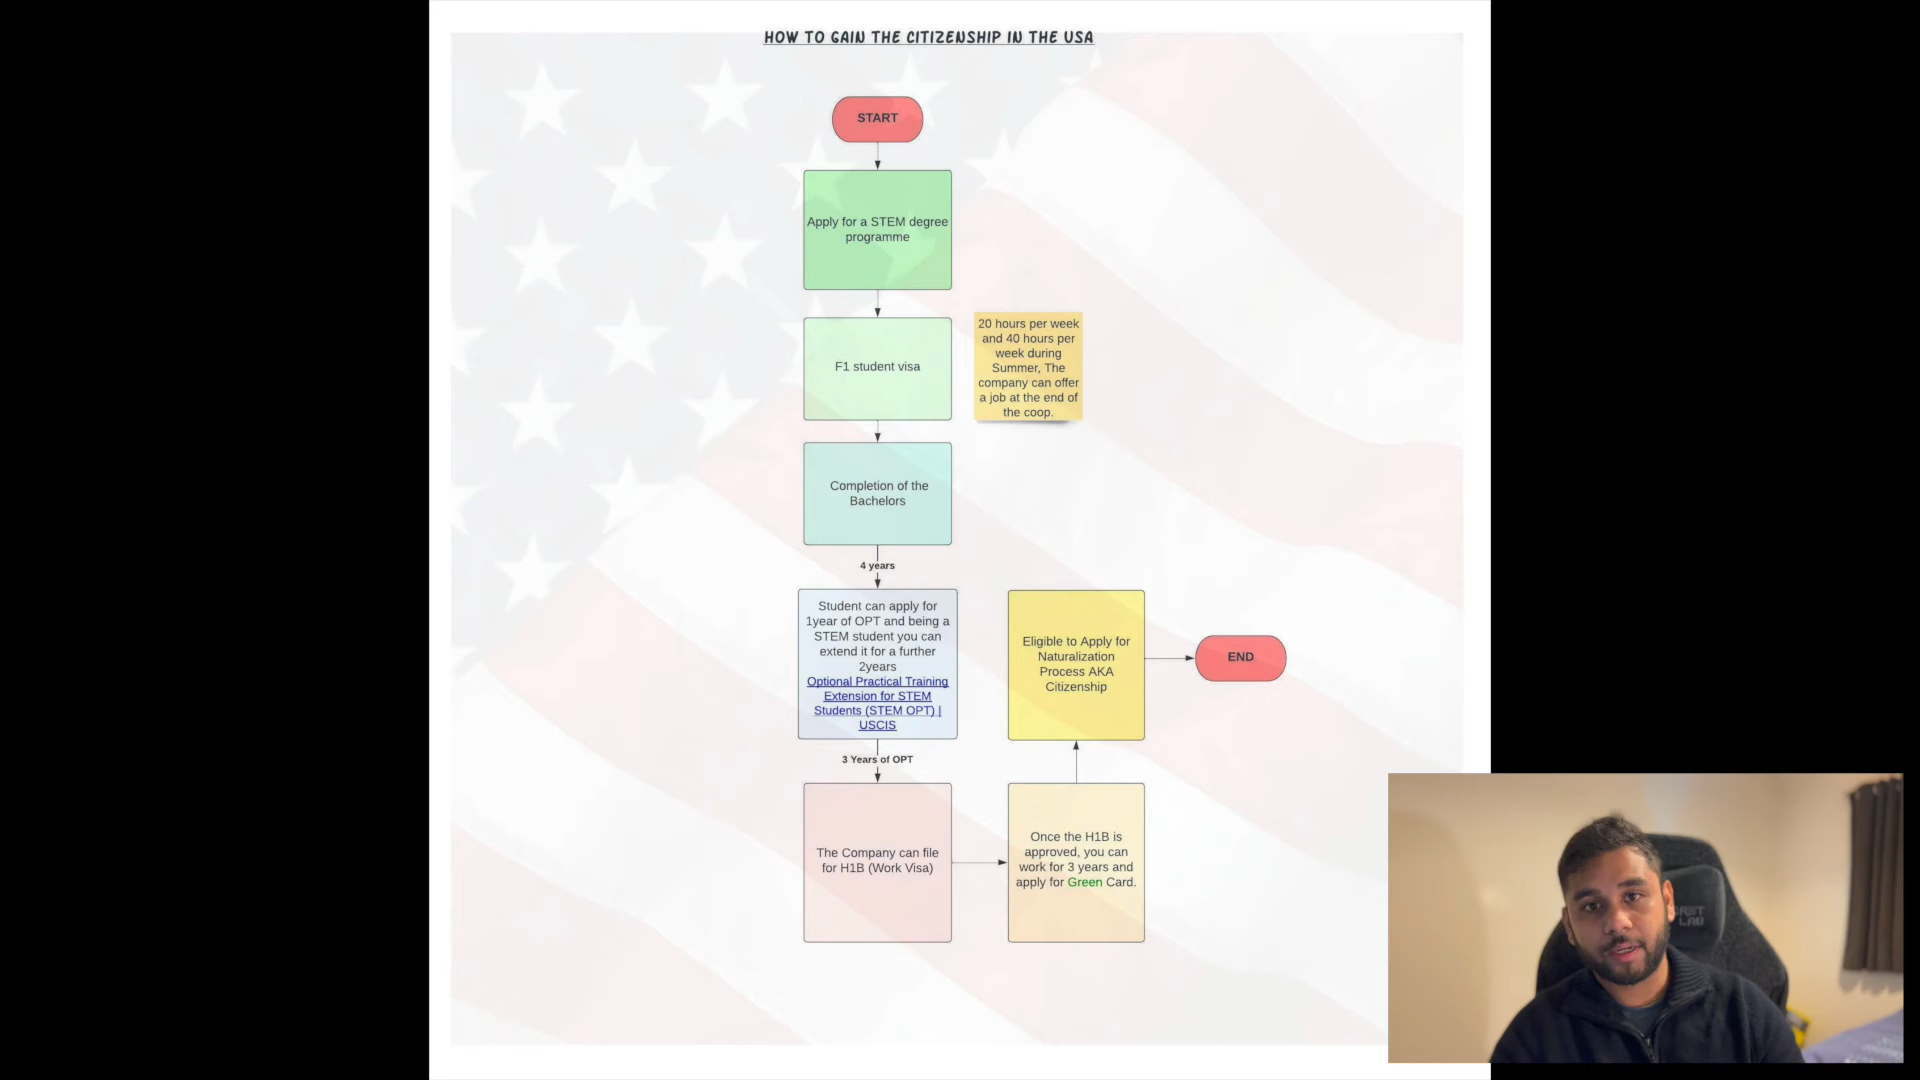 HOW TO GAIN THE CITIZENSHIP IN THE USA
START
Apply for a STEM degree
programme
F1 student visa
20 hours per week
and 40 hours per
week during
Summer, The
company can offer
a job at the end of
the coop.
Completion of the
Bachelors
4 years
Student can apply for
1year of OPT and being a
STEM student you can
extend it for a further
2years
Optional Practical Training
Extension for STEM
Students (STEM OPT) |
USCIS
3 Years of OPT
The Company can file
for H1B (Work Visa)
Once the H1B is
approved, you can
work for 3 years and
apply for Green Card.
Eligible to Apply for
Naturalization
Process AKA
Citizenship
END